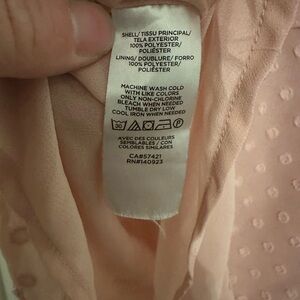 SHELL/ TISSU PRINCIPAL/
TELA EXTERIOR
100% POLYESTER/
POLIÉSTER
LINING/ DOUBLURE/ FORRO
100% POLYESTER/
POLIÉSTER
MACHINE WASH COLD
WITH LIKE COLORS
ONLY NON-CHLORINE
BLEACH WHEN NEEDED
TUMBLE DRY LOW
COOL IRON WHEN NEEDED
AVEC DES COULEURS
SEMBLABLES / CON
COLORES SIMILARES
CA#57421
RN#140923